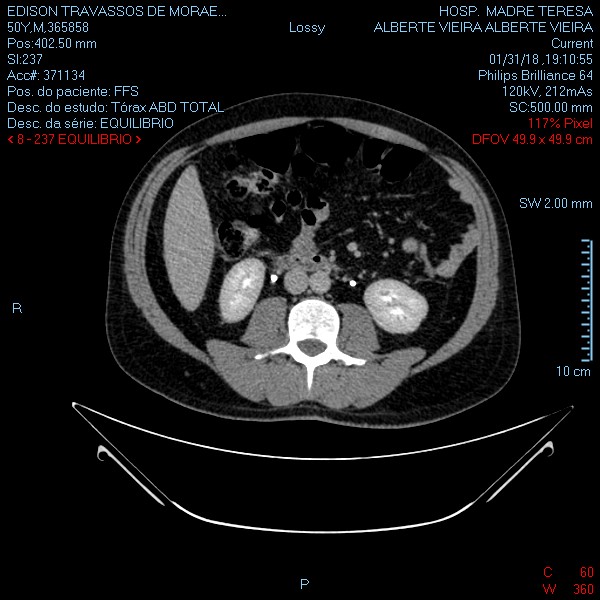 EDISON TRAVASSOS DE MORAE...
50Y,M,365858
Pos:402.50 mm
SI:237
Acc#: 371134
Pos. do paciente: FFS
Desc. do estudo: Tórax ABD TOTAL
Desc. da série: EQUILIBRIO
< 8 - 237 EQUILIBRIO >
Lossy
HOSP. MADRE TERESA
ALBERTE VIEIRA ALBERTE VIEIRA
Current
01/31/18 ,19:10:55
Philips Brilliance 64
120kV, 212mAs
SC:500.00 mm
117% Pixel
DFOV 49.9 x 49.9 cm
SW 2.00 mm
R
10 cm
P
C 60
W 360